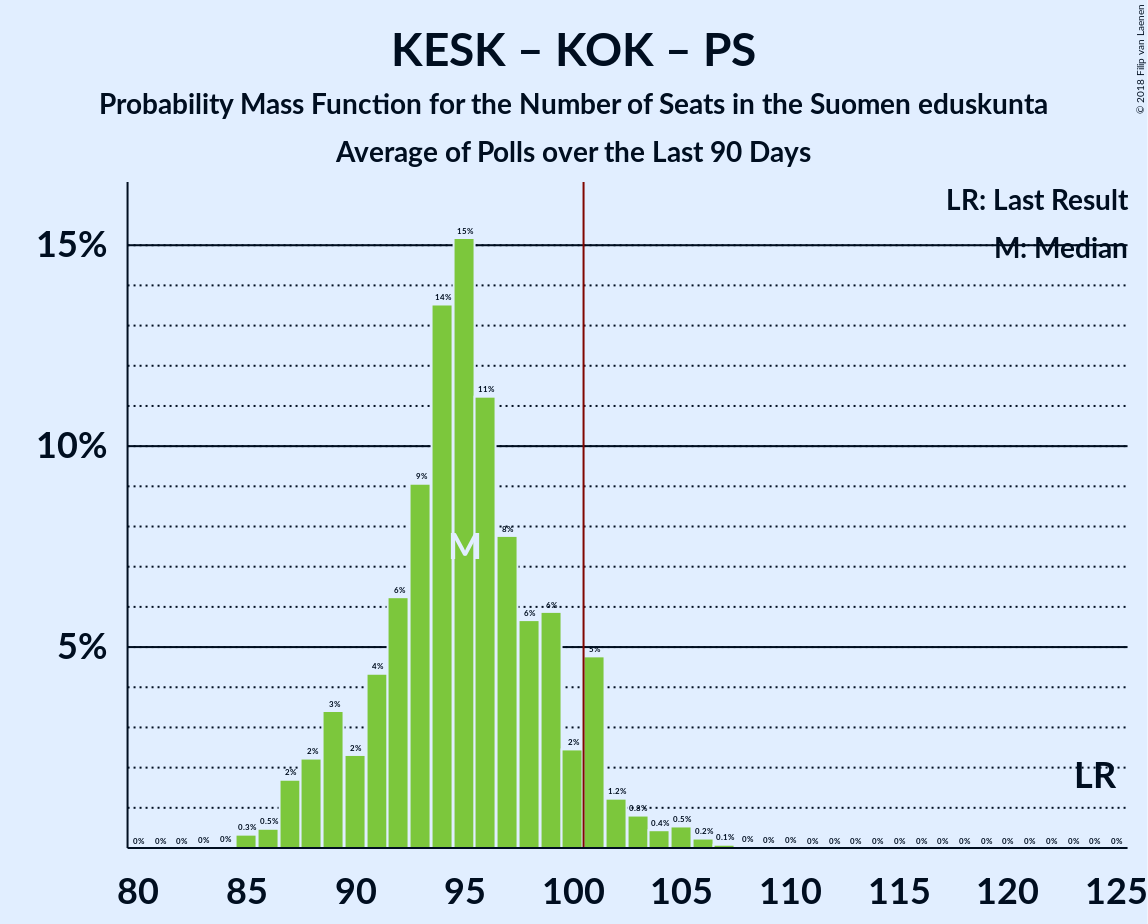 KESK – KOK – PS
Probability Mass Function for the Number of Seats in the Suomen eduskunta
Average of Polls over the Last 90 Days
© 2018 Filip van Laenen
LR: Last Result
M: Median
15%
10%
5%
0% 0% 0% 0% 0% 0.3% 0.5% 2% 2% 3% 2% 4% 6% 9% 14% 15% 11% 8% 6% 6% 2% 5% 1.2% 0.8% 0.4% 0.5% 0.2% 0.1% 0% 0% 0% 0% 0% 0% 0% 0% 0% 0% 0% 0% 0% 0% 0% 0% 0% 0%
M
LR
80 85 90 95 100 105 110 115 120 125